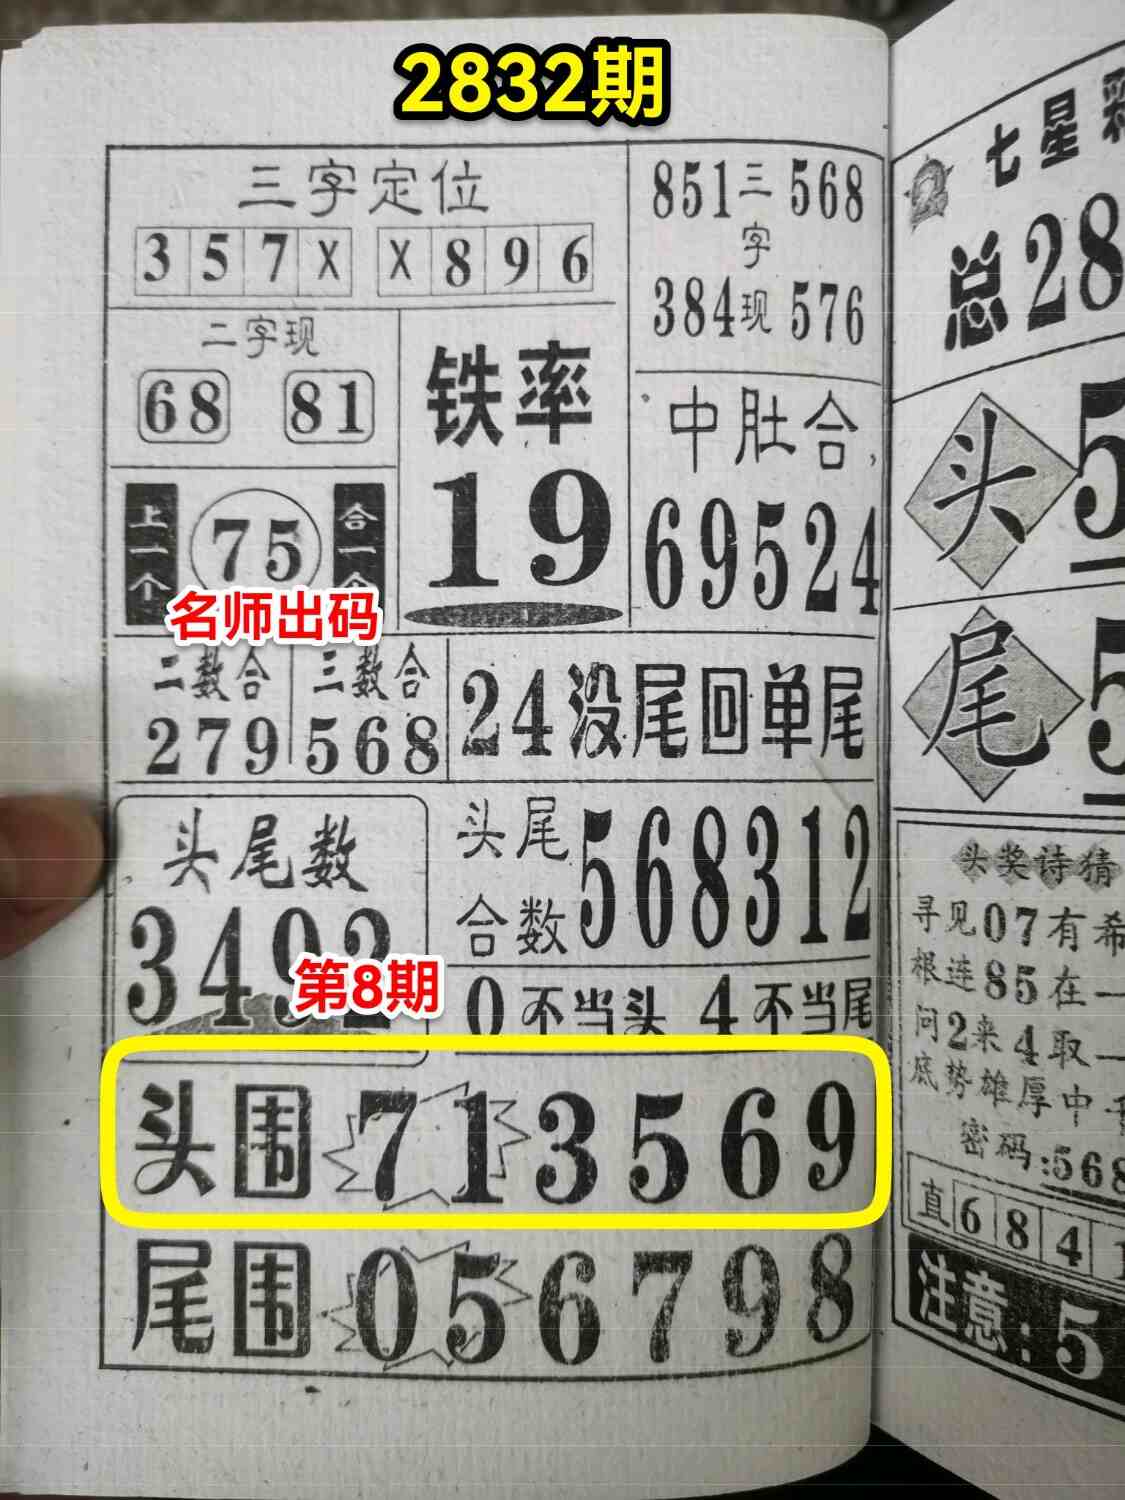 2832期
三字定位
357X X896
851 三字现 568
384 576
二字现
68 81
铁率
19
中肚合,
69524
上一个 75 合一个
名师出码
二数合 三数合
279 568
24没尾回单尾
头尾数
3492
头尾合数 568312
第8期
0不当头 4不当尾
头围 713569
尾围 056798
七星彩
总28
头5
尾5
头奖诗猜
寻见07有希
根连85在一
问2来4取一
底势雄厚中
密码:568
直684
注意:5